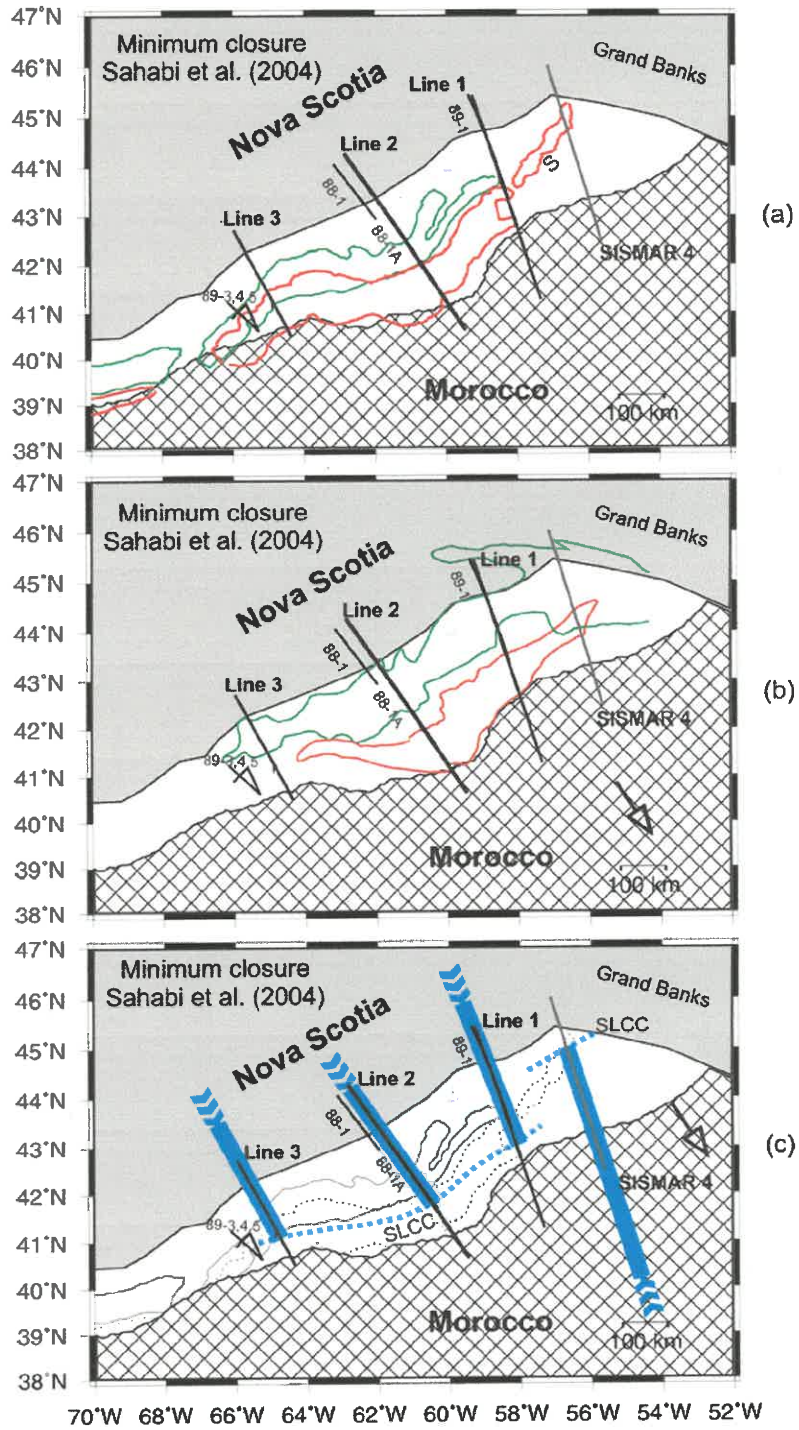 47°N
46°N
45°N
44°N
43°N
42°N
41°N
40°N
39°N
38°N
Minimum closure
Sahabi et al. (2004)
Nova Scotia
Grand Banks
Line 1
89-1
Line 2
88-1
88-1A
Line 3
89-3,4,5
S
SISMAR 4
Morocco
100 km
(a)
47°N
46°N
45°N
44°N
43°N
42°N
41°N
40°N
39°N
38°N
Minimum closure
Sahabi et al. (2004)
Nova Scotia
Grand Banks
Line 1
89-1
Line 2
88-1
88-1A
Line 3
89-3,4,5
SISMAR 4
Morocco
100 km
(b)
47°N
46°N
45°N
44°N
43°N
42°N
41°N
40°N
39°N
38°N
Minimum closure
Sahabi et al. (2004)
Nova Scotia
Grand Banks
Line 1
89-1
SLCC
Line 2
88-1
88-1A
Line 3
89-3,4,5
SLCC
SISMAR 4
Morocco
100 km
(c)
70°W 68°W 66°W 64°W 62°W 60°W 58°W 56°W 54°W 52°W